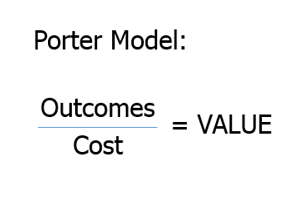 Porter Model:
Outcomes
Cost
= VALUE